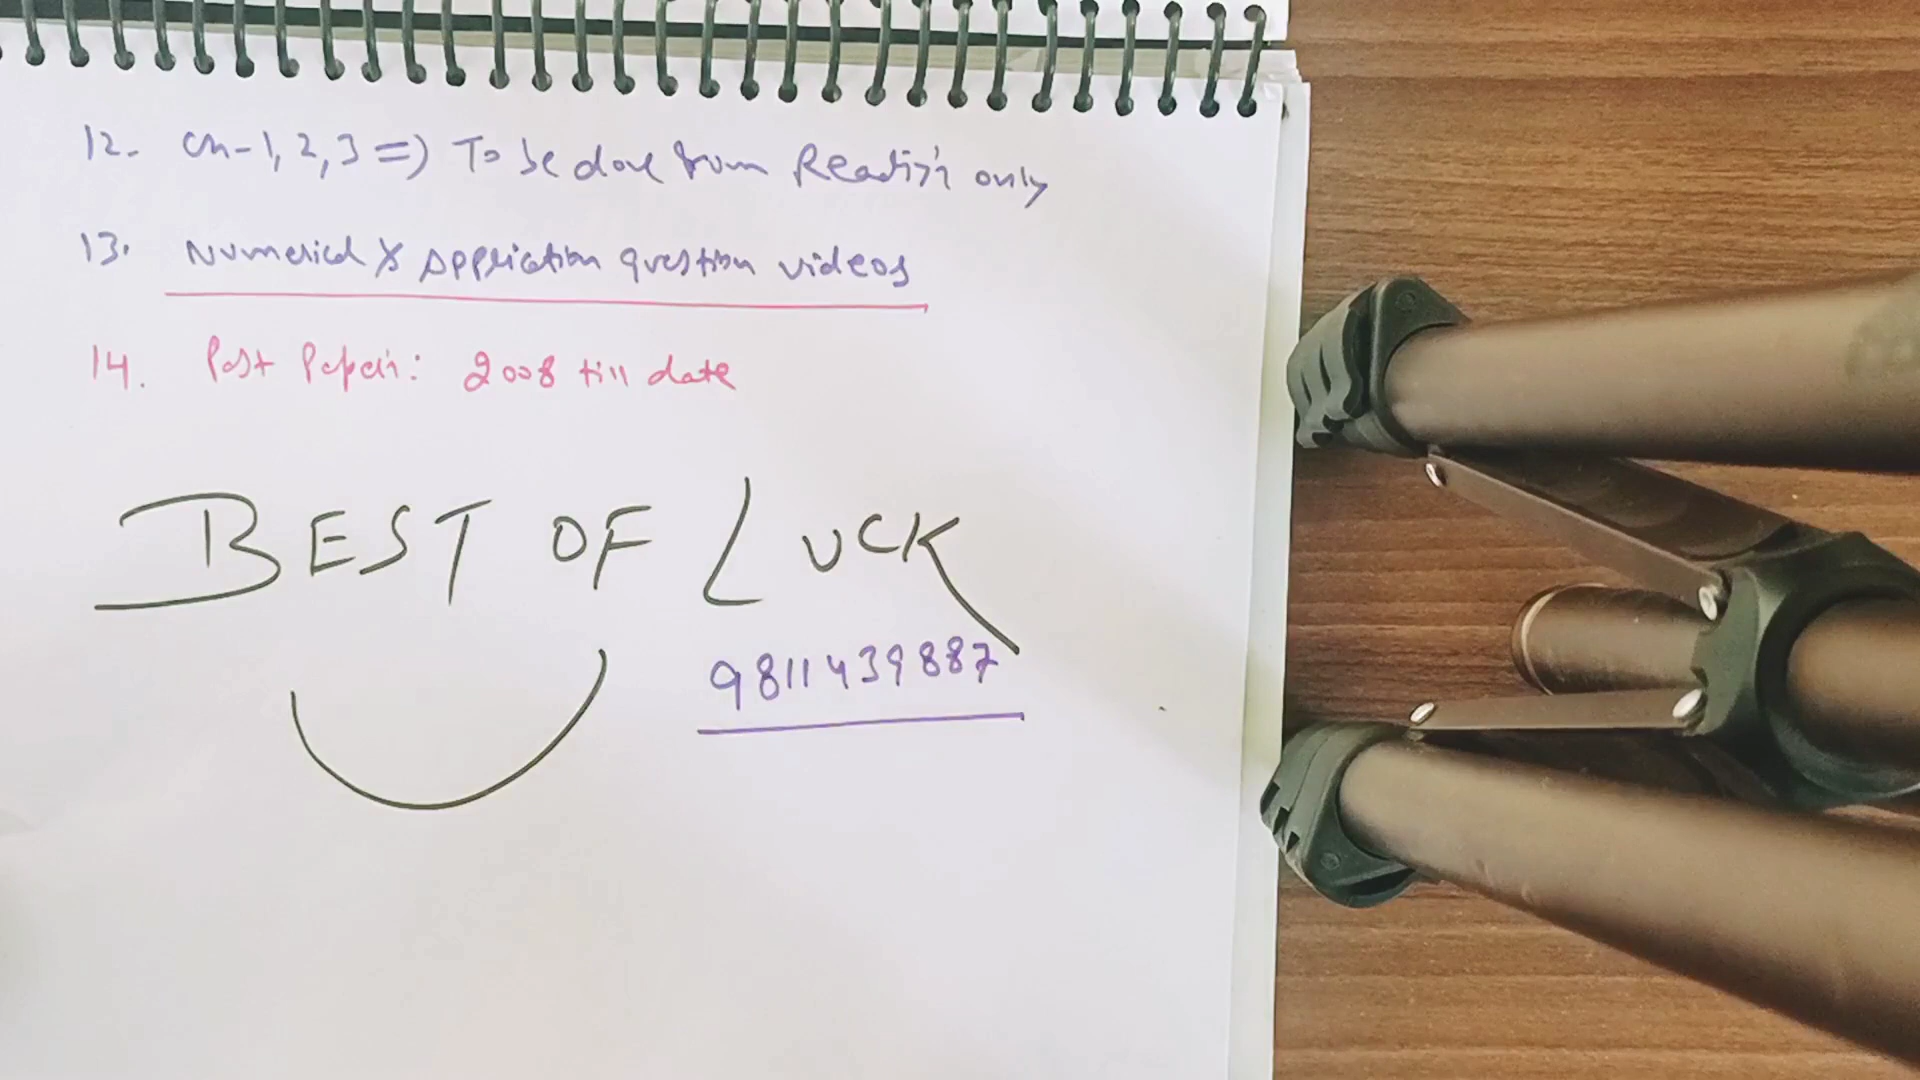 12. Ch-1, 2, 3 => To be done from Reading only
13. Numerical & Application question videos
14. Past Papers: 2008 till date
BEST OF LUCK
9811439887